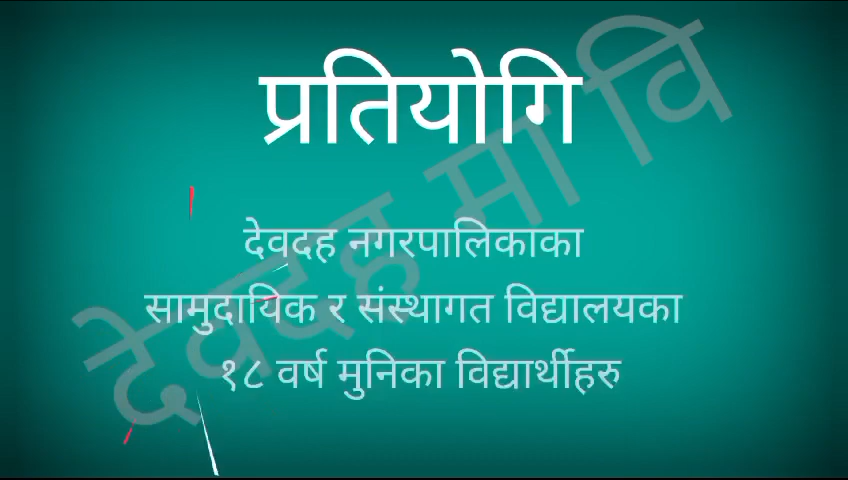 प्रतियोगि
देवदह नगरपालिकाका
सामुदायिक र संस्थागत विद्यालयका
१८ वर्ष मुनिका विद्यार्थीहरु
देवदह मा वि